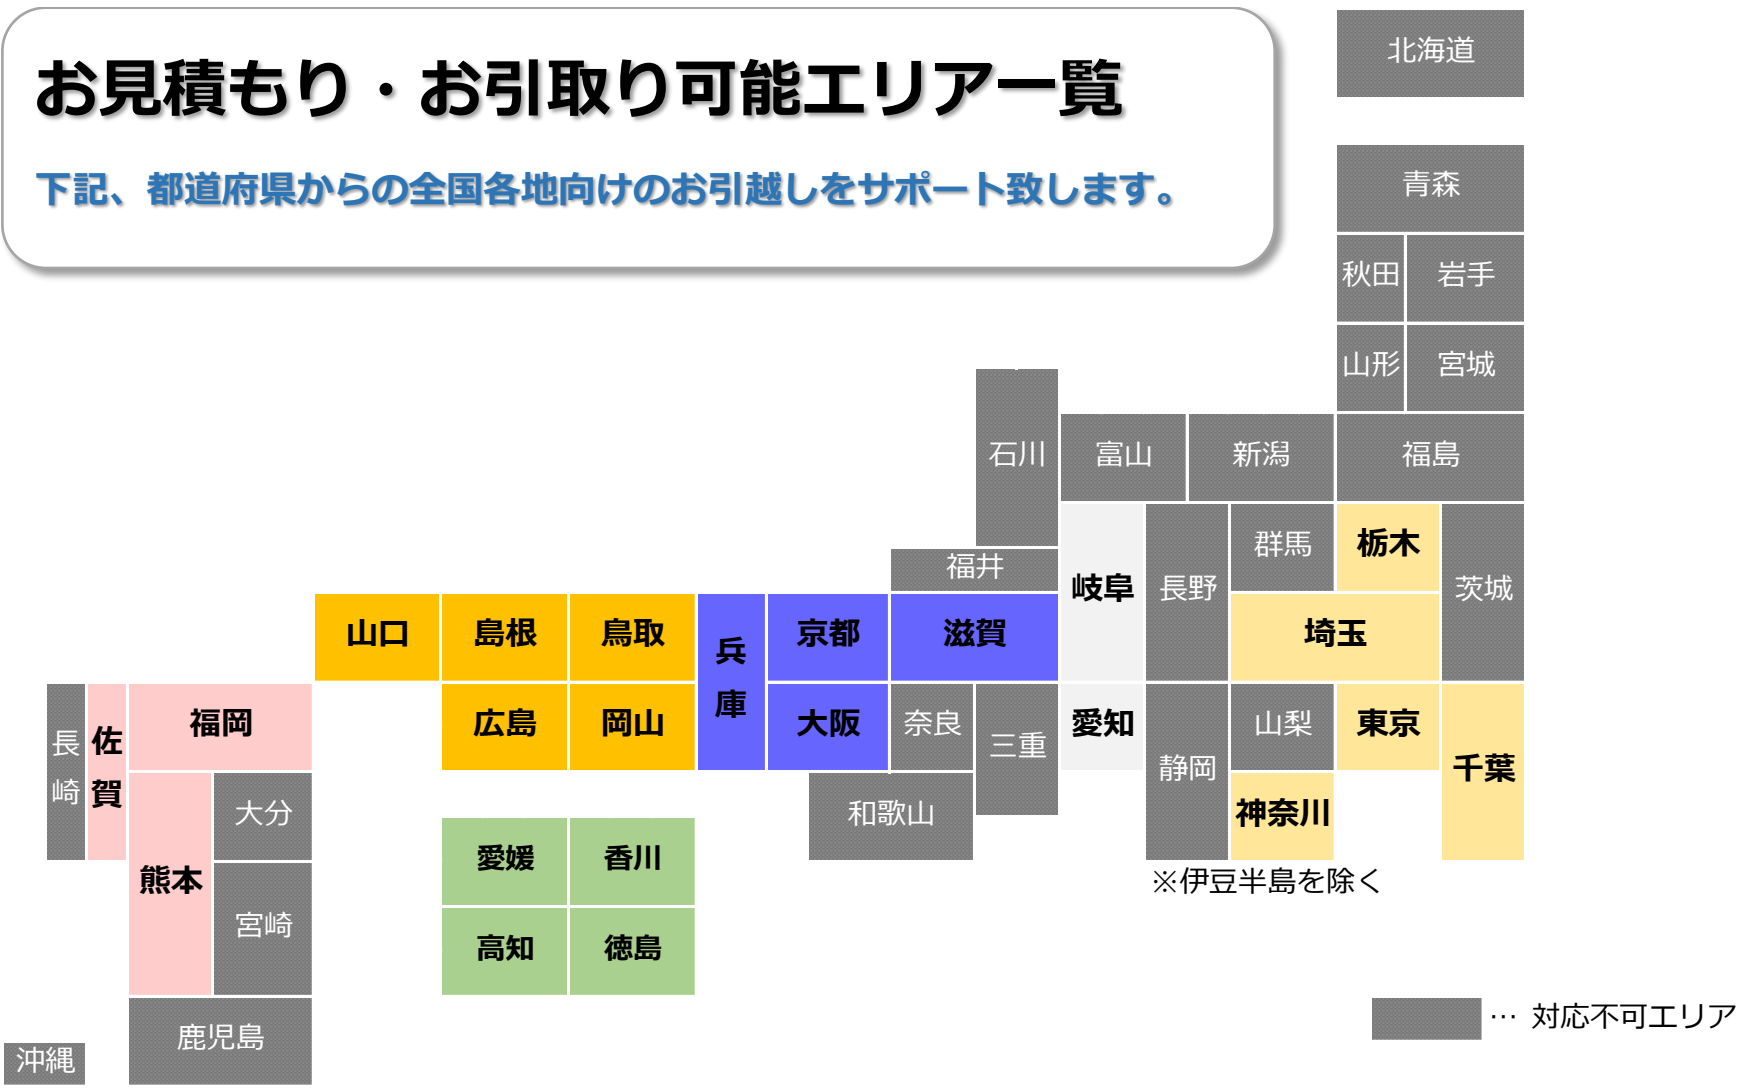 お見積もり・お引取り可能エリア一覧
下記、都道府県からの全国各地向けのお引越しをサポート致します。
北海道
青森
秋田
岩手
山形
宮城
石川
富山
新潟
福島
福井
岐阜
長野
群馬
栃木
茨城
山口
島根
鳥取
兵庫
京都
滋賀
埼玉
長崎
佐賀
福岡
広島
岡山
大阪
奈良
三重
愛知
静岡
山梨
東京
千葉
熊本
大分
和歌山
神奈川
宮崎
愛媛
香川
※伊豆半島を除く
高知
徳島
鹿児島
沖縄
… 対応不可エリア